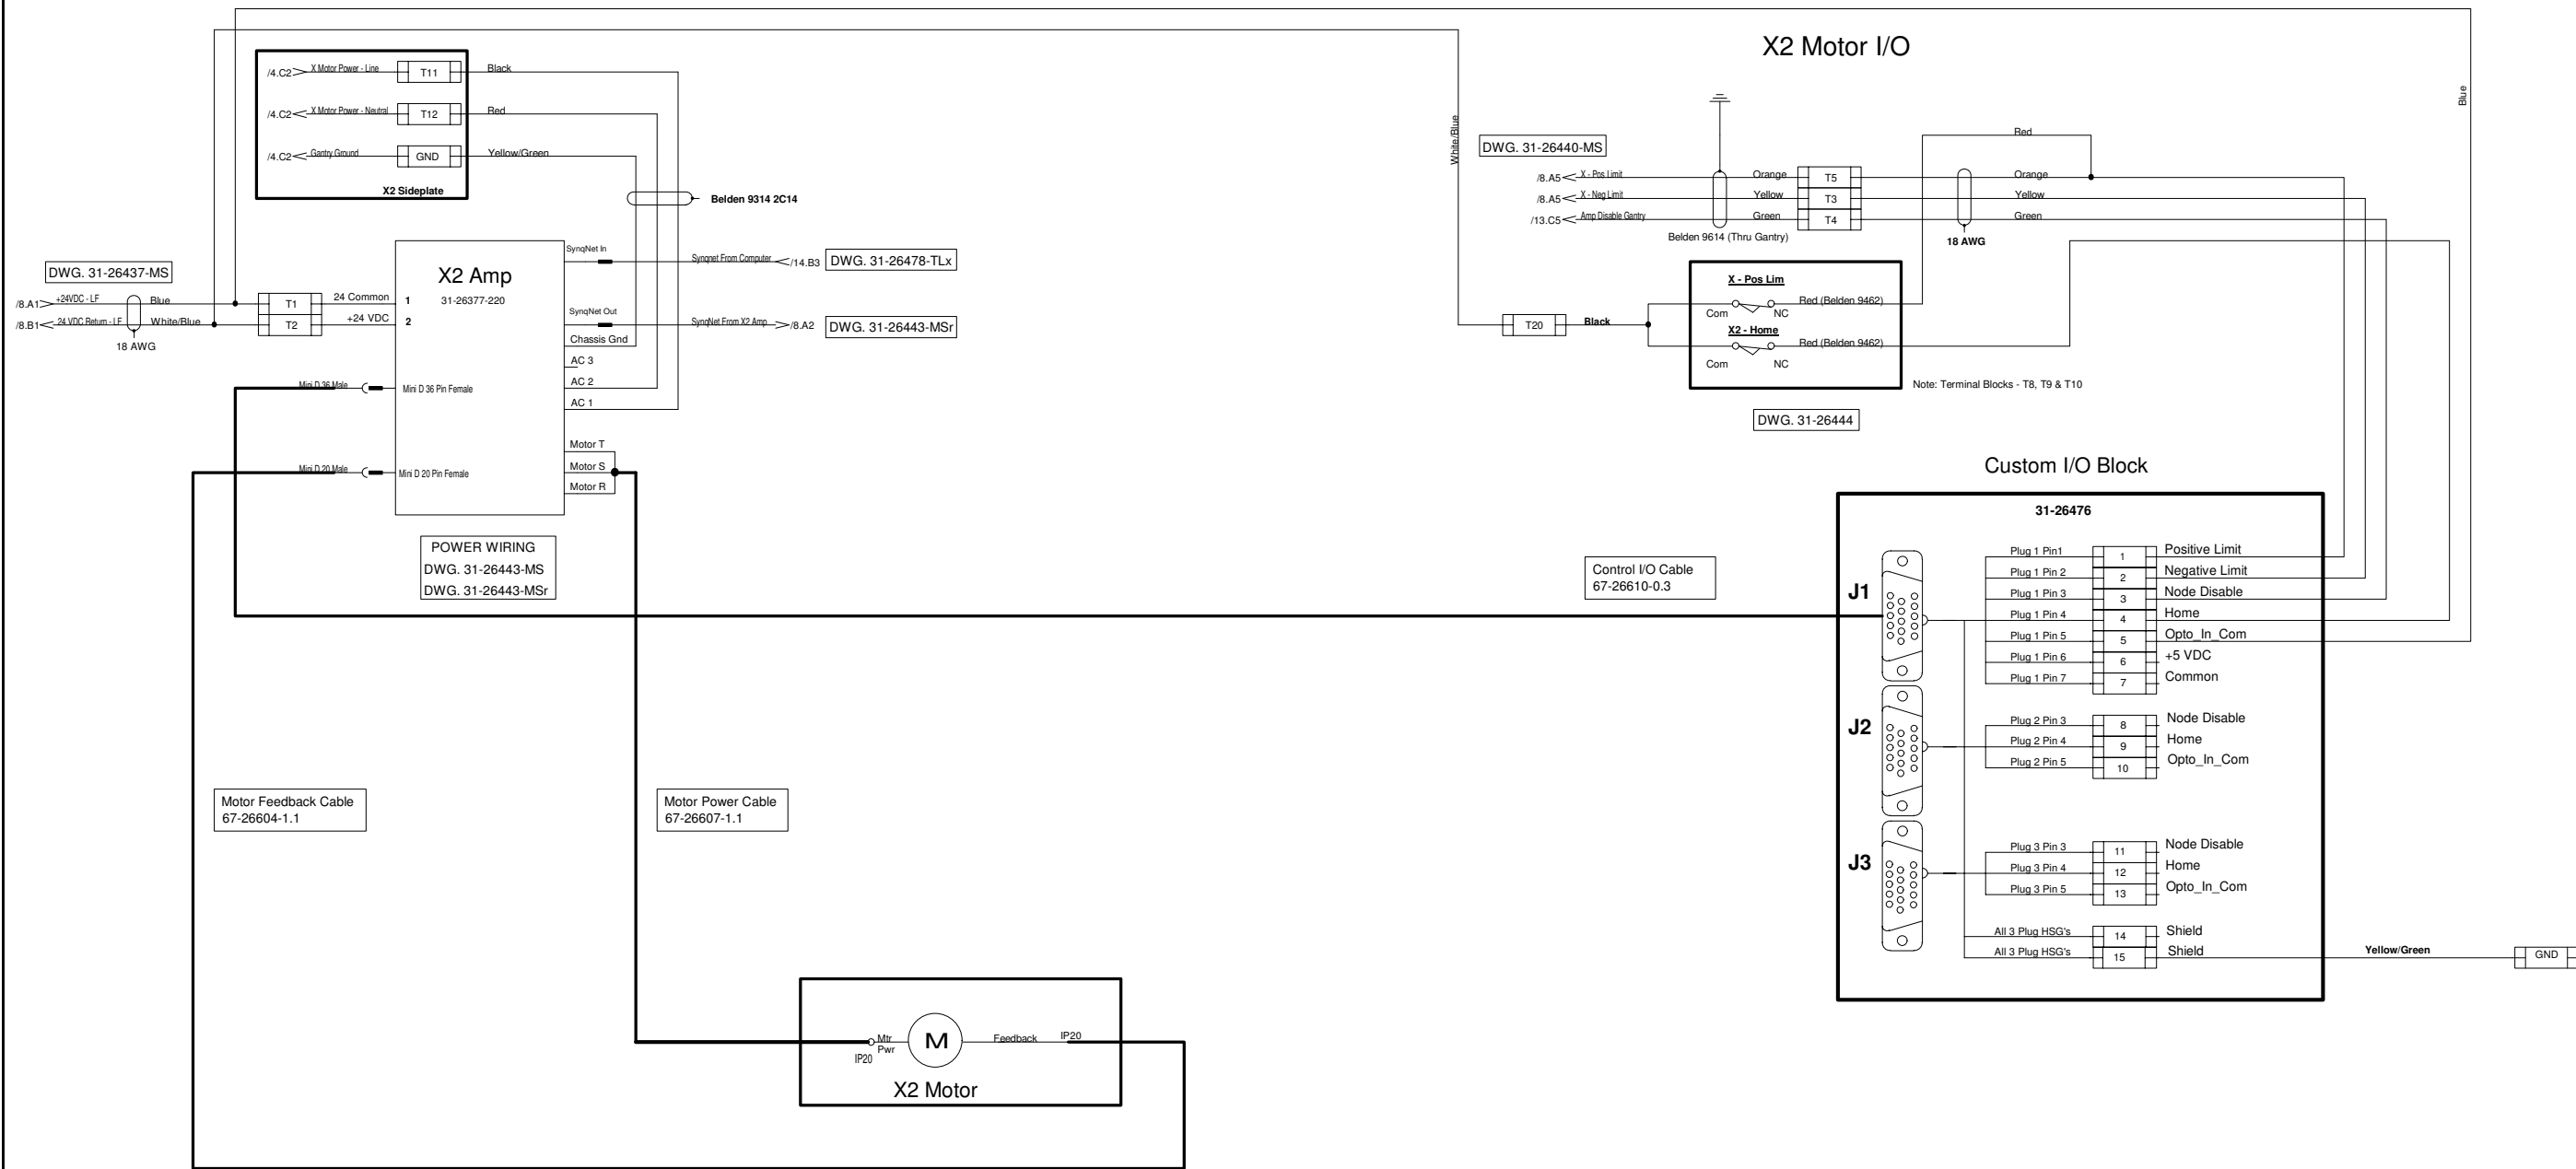 X2 Motor I/O
/4.C2
X Motor Power - Line
T11
Black
/4.C2
X Motor Power - Neutral
T12
Red
/4.C2
Gantry Ground
GND
Yellow/Green
X2 Sideplate
Belden 9314 2C14
DWG. 31-26437-MS
/8.A1
+24VDC - LF
Blue
T1
24 Common
1
/8.B1
24 VDC Return - LF
White/Blue
T2
+24 VDC
2
18 AWG
X2 Amp
31-26377-220
SynqNet In
Synqnet From Computer
/14.B3
DWG. 31-26478-TLx
SynqNet Out
SynqNet From X2 Amp
/8.A2
DWG. 31-26443-MSr
Chassis Gnd
AC 3
AC 2
AC 1
Mini D 36 Male
Mini D 36 Pin Female
Motor T
Motor S
Motor R
Mini D 20 Male
Mini D 20 Pin Female
POWER WIRING
DWG. 31-26443-MS
DWG. 31-26443-MSr
White/Blue
Blue
DWG. 31-26440-MS
Red
/8.A5
X - Pos Limit
Orange
T5
Orange
/8.A5
X - Neg Limit
Yellow
T3
Yellow
/13.C5
Amp Disable Gantry
Green
T4
Green
Belden 9614 (Thru Gantry)
18 AWG
X - Pos Lim
Red (Belden 9462)
Com
NC
T20
Black
X2 - Home
Red (Belden 9462)
Com
NC
Note: Terminal Blocks - T8, T9 & T10
DWG. 31-26444
Custom I/O Block
31-26476
Control I/O Cable
67-26610-0.3
J1
Plug 1 Pin1
1
Positive Limit
Plug 1 Pin 2
2
Negative Limit
Plug 1 Pin 3
3
Node Disable
Plug 1 Pin 4
4
Home
Plug 1 Pin 5
5
Opto_In_Com
Plug 1 Pin 6
6
+5 VDC
Plug 1 Pin 7
7
Common
J2
Plug 2 Pin 3
8
Node Disable
Plug 2 Pin 4
9
Home
Plug 2 Pin 5
10
Opto_In_Com
J3
Plug 3 Pin 3
11
Node Disable
Plug 3 Pin 4
12
Home
Plug 3 Pin 5
13
Opto_In_Com
All 3 Plug HSG's
14
Shield
All 3 Plug HSG's
15
Shield
Yellow/Green
GND
Motor Feedback Cable
67-26604-1.1
Motor Power Cable
67-26607-1.1
Mtr
Pwr
IP20
M
Feedback
IP20
X2 Motor